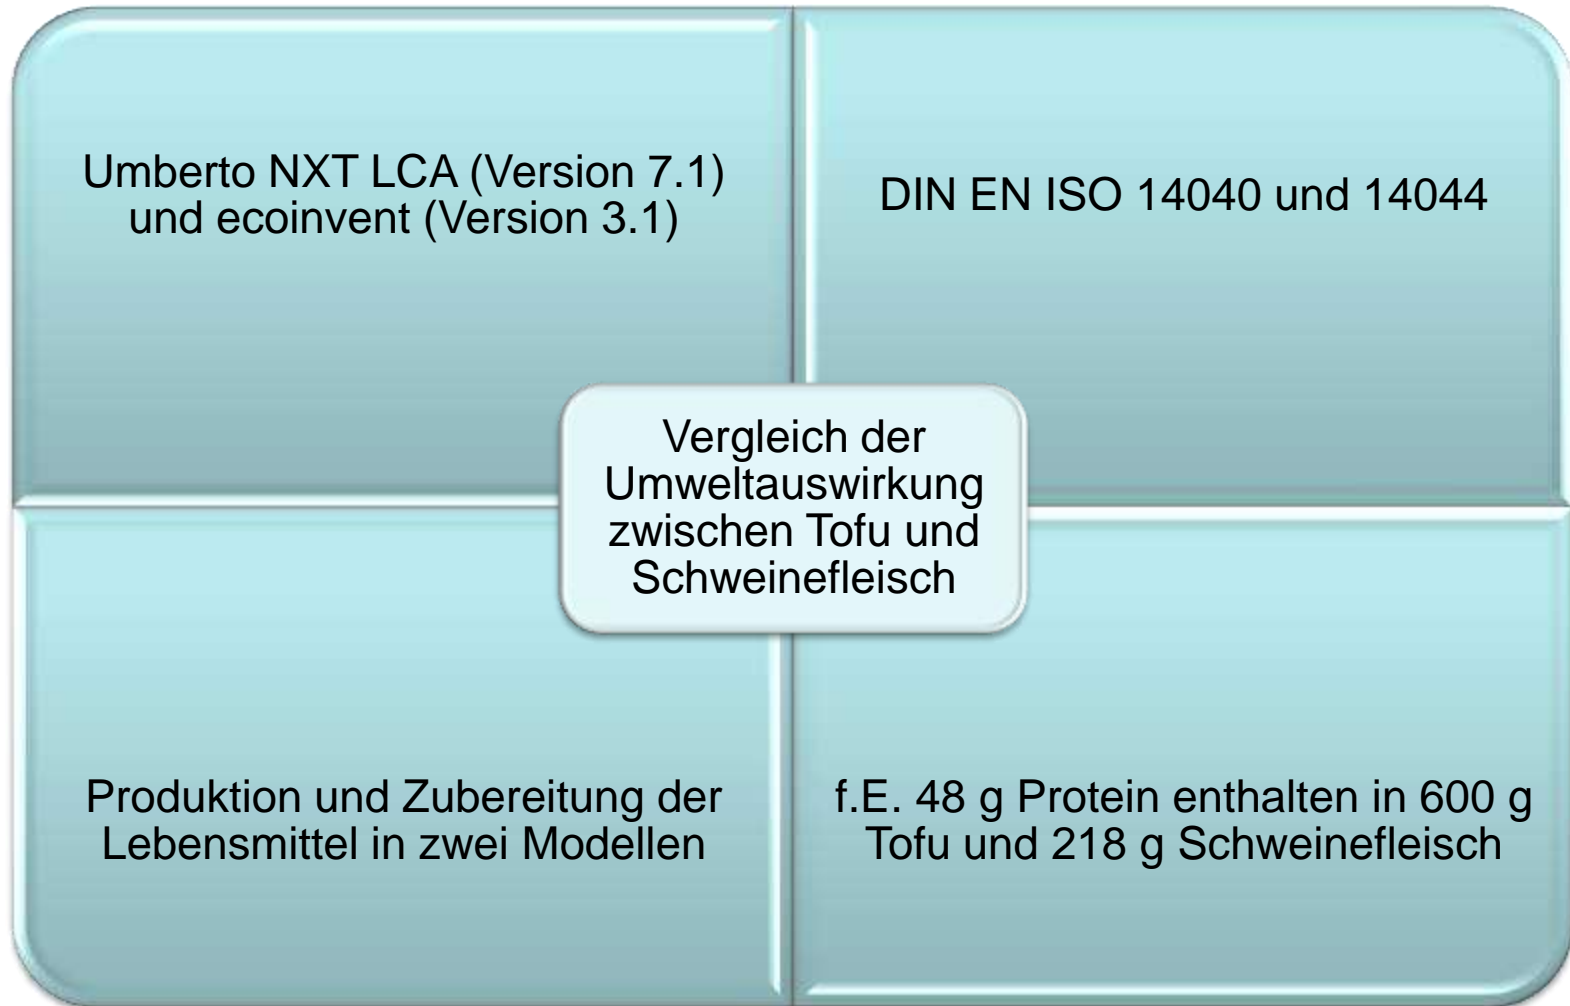 Umberto NXT LCA (Version 7.1)
und ecoinvent (Version 3.1)
DIN EN ISO 14040 und 14044
Vergleich der
Umweltauswirkung
zwischen Tofu und
Schweinefleisch
Produktion und Zubereitung der
Lebensmittel in zwei Modellen
f.E. 48 g Protein enthalten in 600 g
Tofu und 218 g Schweinefleisch